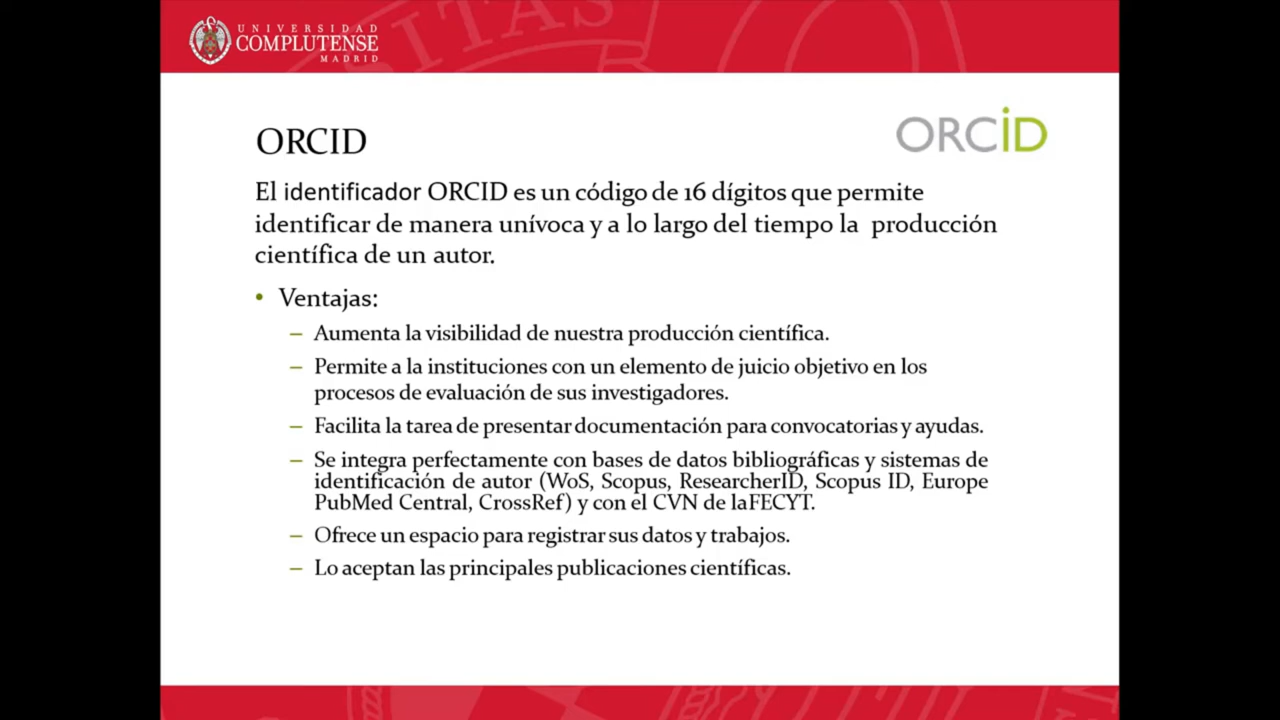 UNIVERSIDAD
COMPLUTENSE
MADRID
ITAS
ORCID
ORCiD
El identificador ORCID es un código de 16 dígitos que permite
identificar de manera unívoca y a lo largo del tiempo la producción
científica de un autor.
• Ventajas:
– Aumenta la visibilidad de nuestra producción científica.
– Permite a la instituciones con un elemento de juicio objetivo en los
procesos de evaluación de sus investigadores.
– Facilita la tarea de presentar documentación para convocatorias y ayudas.
– Se integra perfectamente con bases de datos bibliográficas y sistemas de
identificación de autor (WoS, Scopus, ResearcherID, Scopus ID, Europe
PubMed Central, CrossRef) y con el CVN de laFECYT.
– Ofrece un espacio para registrar sus datos y trabajos.
– Lo aceptan las principales publicaciones científicas.